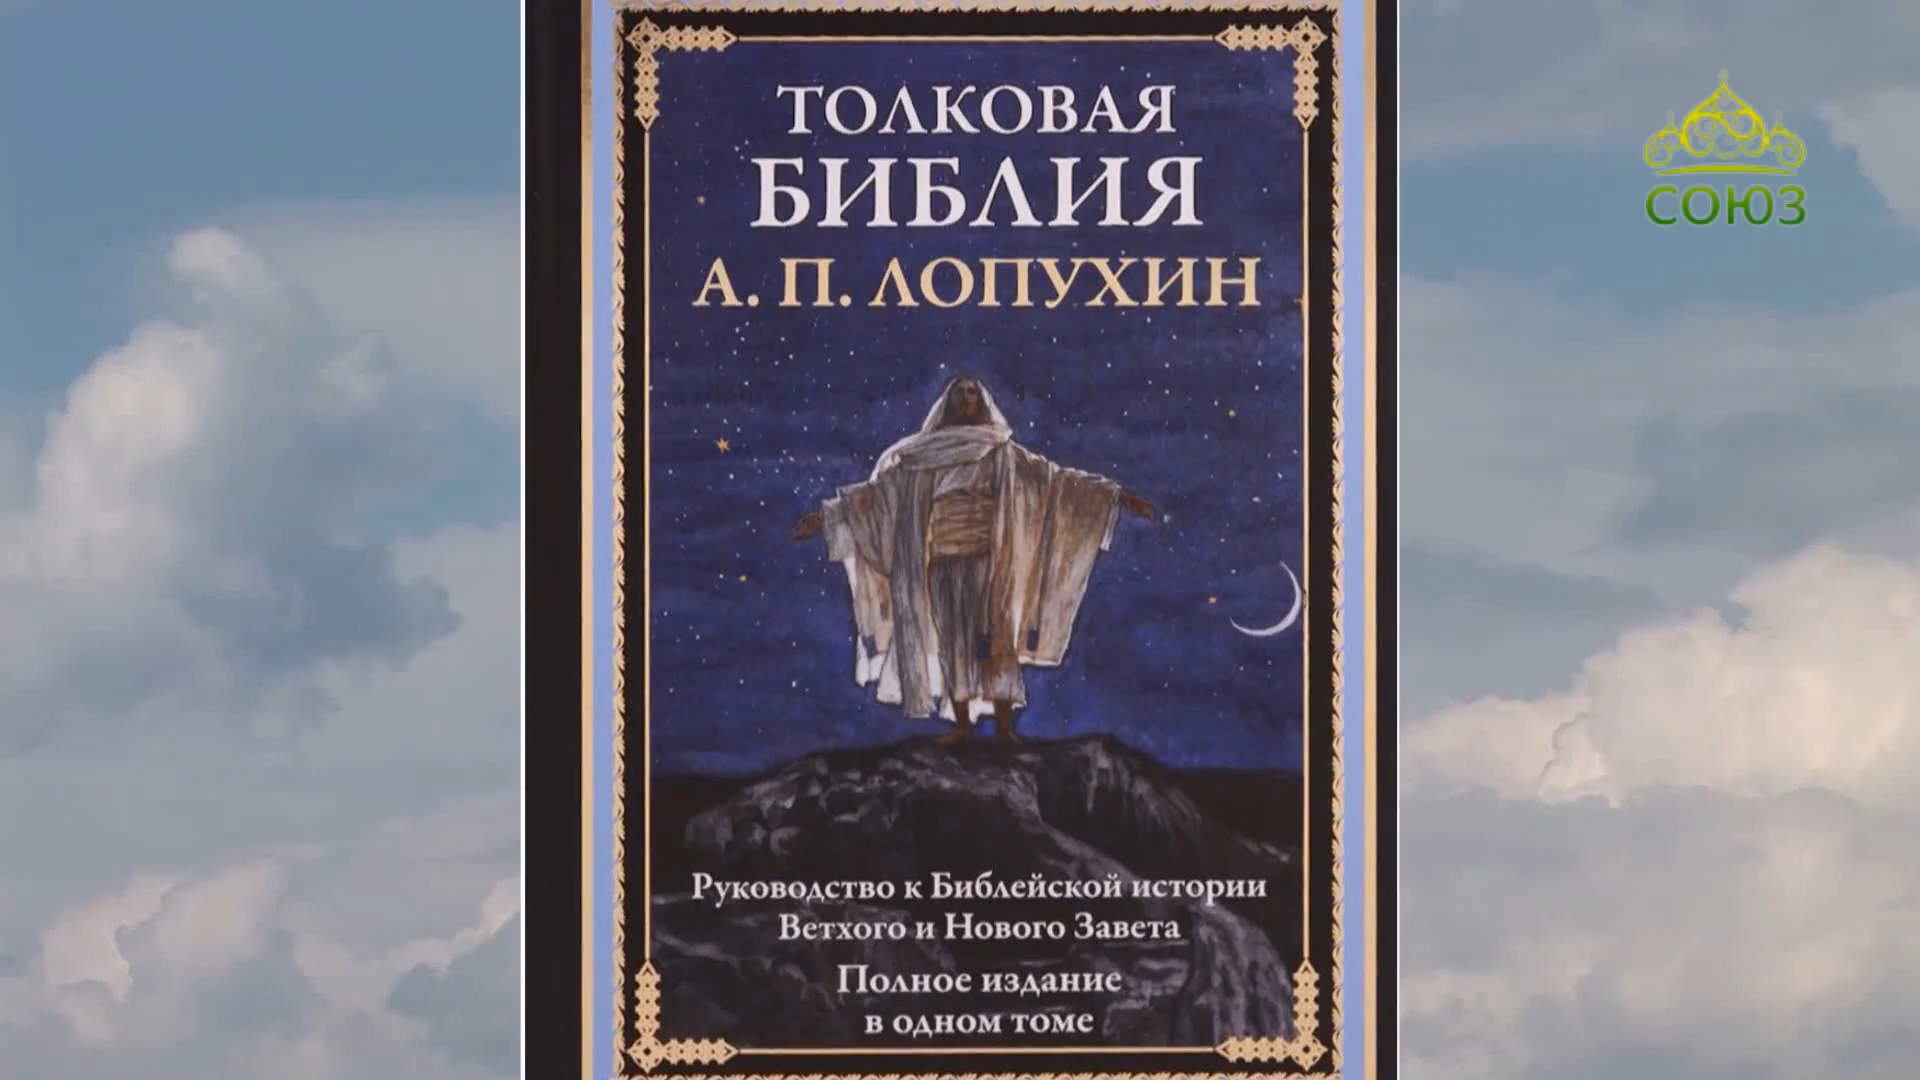 ТОЛКОВАЯ
БИБЛИЯ
А. П. ЛОПУХИН
Руководство к Библейской истории
Ветхого и Нового Завета
Полное издание
в одном томе
СОЮЗ